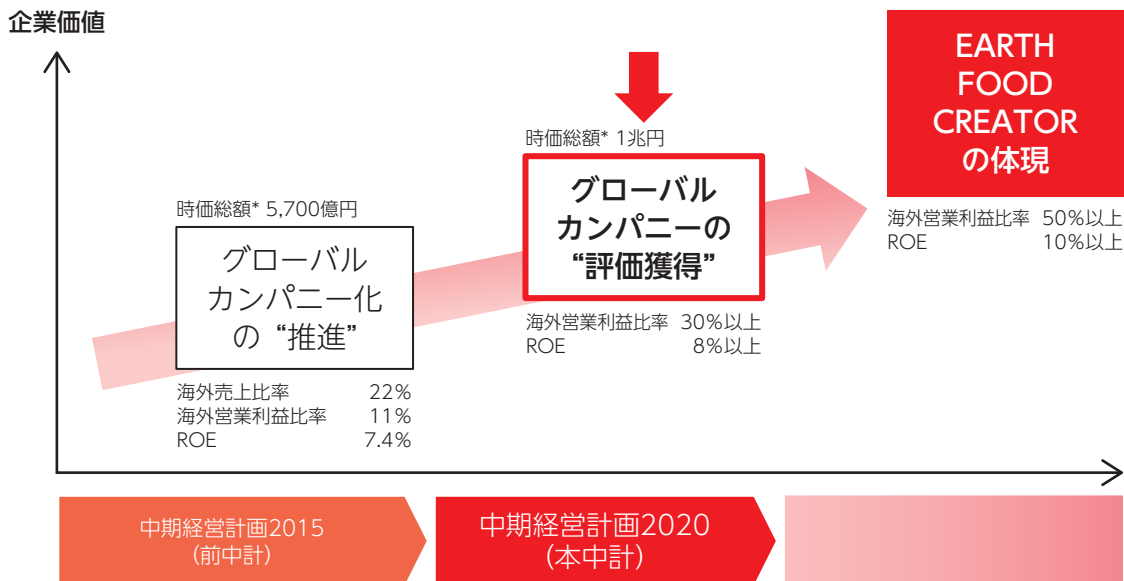 企業価値
EARTH
FOOD
CREATOR
の体現
海外営業利益比率 50%以上
ROE 10%以上
時価総額* 1兆円
グローバル
カンパニーの
“評価獲得”
海外営業利益比率 30%以上
ROE 8%以上
時価総額* 5,700億円
グローバル
カンパニー化
の “推進”
海外売上比率 22%
海外営業利益比率 11%
ROE 7.4%
中期経営計画2015
(前中計)
中期経営計画2020
(本中計)